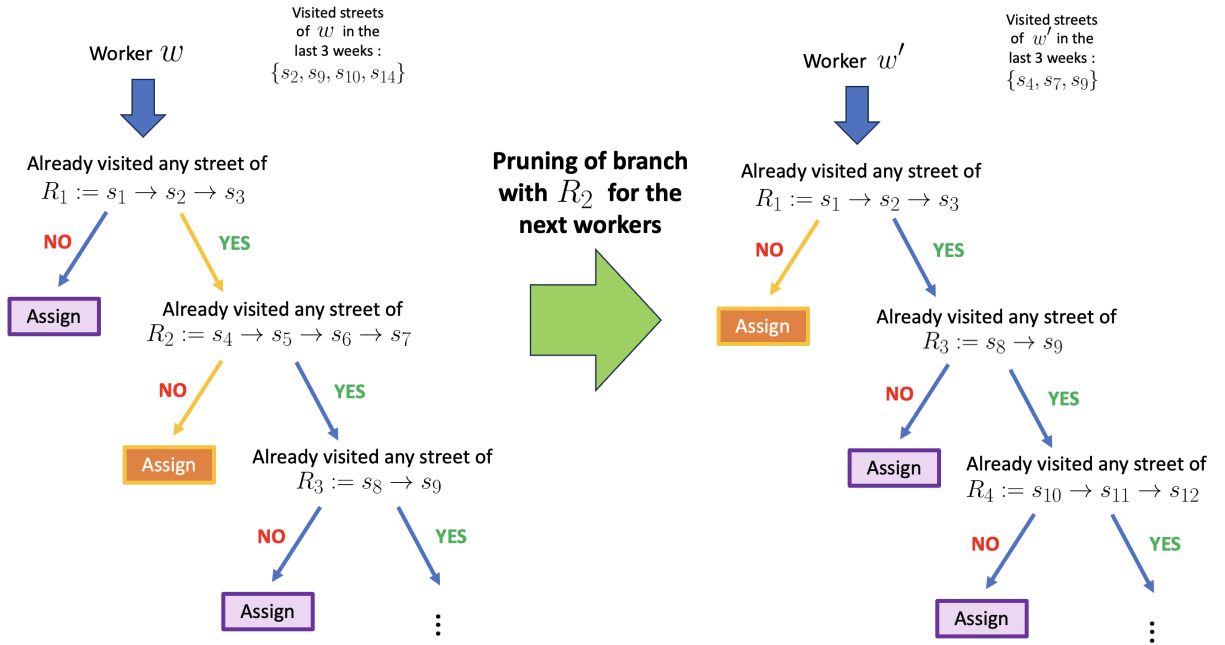 Worker w
Visited streets
of w in the
last 3 weeks :
{s₂, s₉, s₁₀, s₁₄}
Already visited any street of
R₁ := s₁ → s₂ → s₃
NO
YES
Assign
Already visited any street of
R₂ := s₄ → s₅ → s₆ → s₇
NO
YES
Assign
Already visited any street of
R₃ := s₈ → s₉
NO
YES
Assign
⋮
Pruning of branch
with R₂ for the
next workers
Worker w′
Visited streets
of w′ in the
last 3 weeks :
{s₄, s₇, s₉}
Already visited any street of
R₁ := s₁ → s₂ → s₃
NO
YES
Assign
Already visited any street of
R₃ := s₈ → s₉
NO
YES
Assign
Already visited any street of
R₄ := s₁₀ → s₁₁ → s₁₂
NO
YES
Assign
⋮